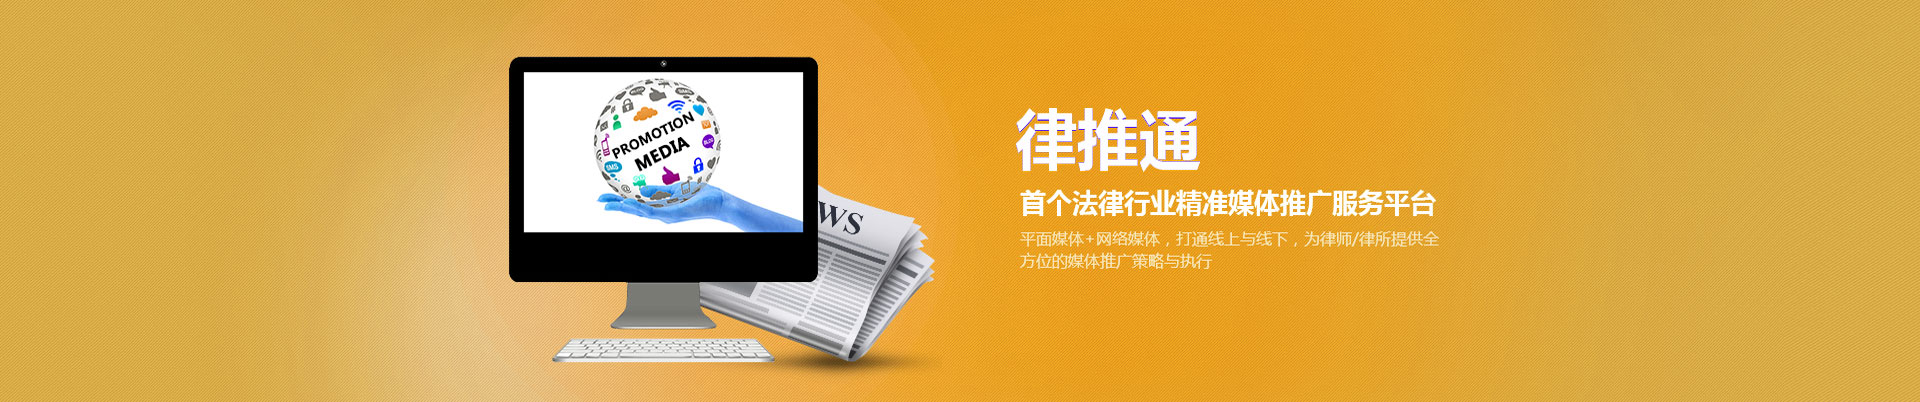 PROMOTION
MEDIA
SMS
BLOG
WS
律推通
首个法律行业精准媒体推广服务平台
平面媒体+网络媒体，打通线上与线下，为律师/律所提供全
方位的媒体推广策略与执行